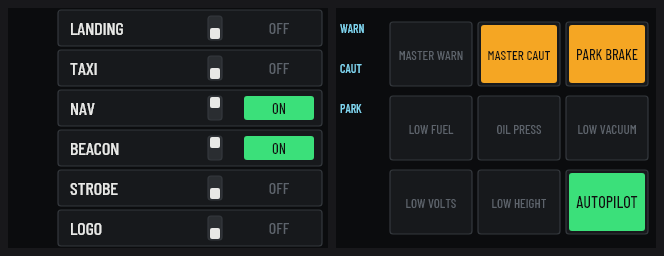 LANDING OFF
TAXI OFF
NAV ON
BEACON ON
STROBE OFF
LOGO OFF
WARN
CAUT
PARK
MASTER WARN MASTER CAUT PARK BRAKE
LOW FUEL OIL PRESS LOW VACUUM
LOW VOLTS LOW HEIGHT AUTOPILOT